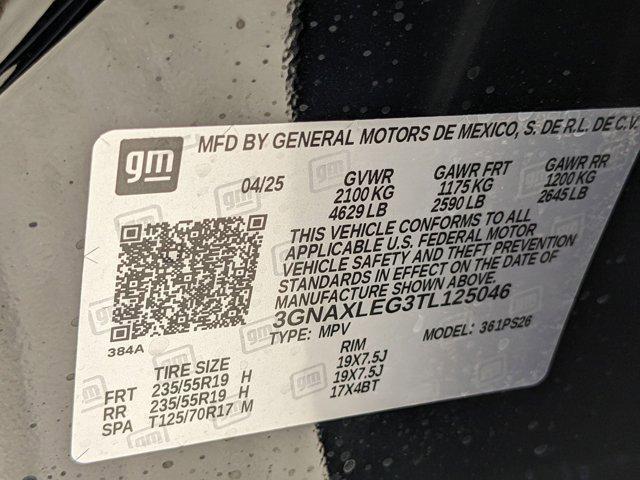 gm
MFD BY GENERAL MOTORS DE MEXICO, S. DE R.L. DE C.V.
04/25 GVWR GAWR FRT GAWR RR
2100 KG 1175 KG 1200 KG
4629 LB 2590 LB 2645 LB
THIS VEHICLE CONFORMS TO ALL
APPLICABLE U.S. FEDERAL MOTOR
VEHICLE SAFETY AND THEFT PREVENTION
STANDARDS IN EFFECT ON THE DATE OF
MANUFACTURE SHOWN ABOVE.
3GNAXLEG3TL125046
384A
TYPE: MPV MODEL: 361PS26
TIRE SIZE RIM
FRT 235/55R19 H 19X7.5J
RR 235/55R19 H 19X7.5J
SPA T125/70R17 M 17X4BT